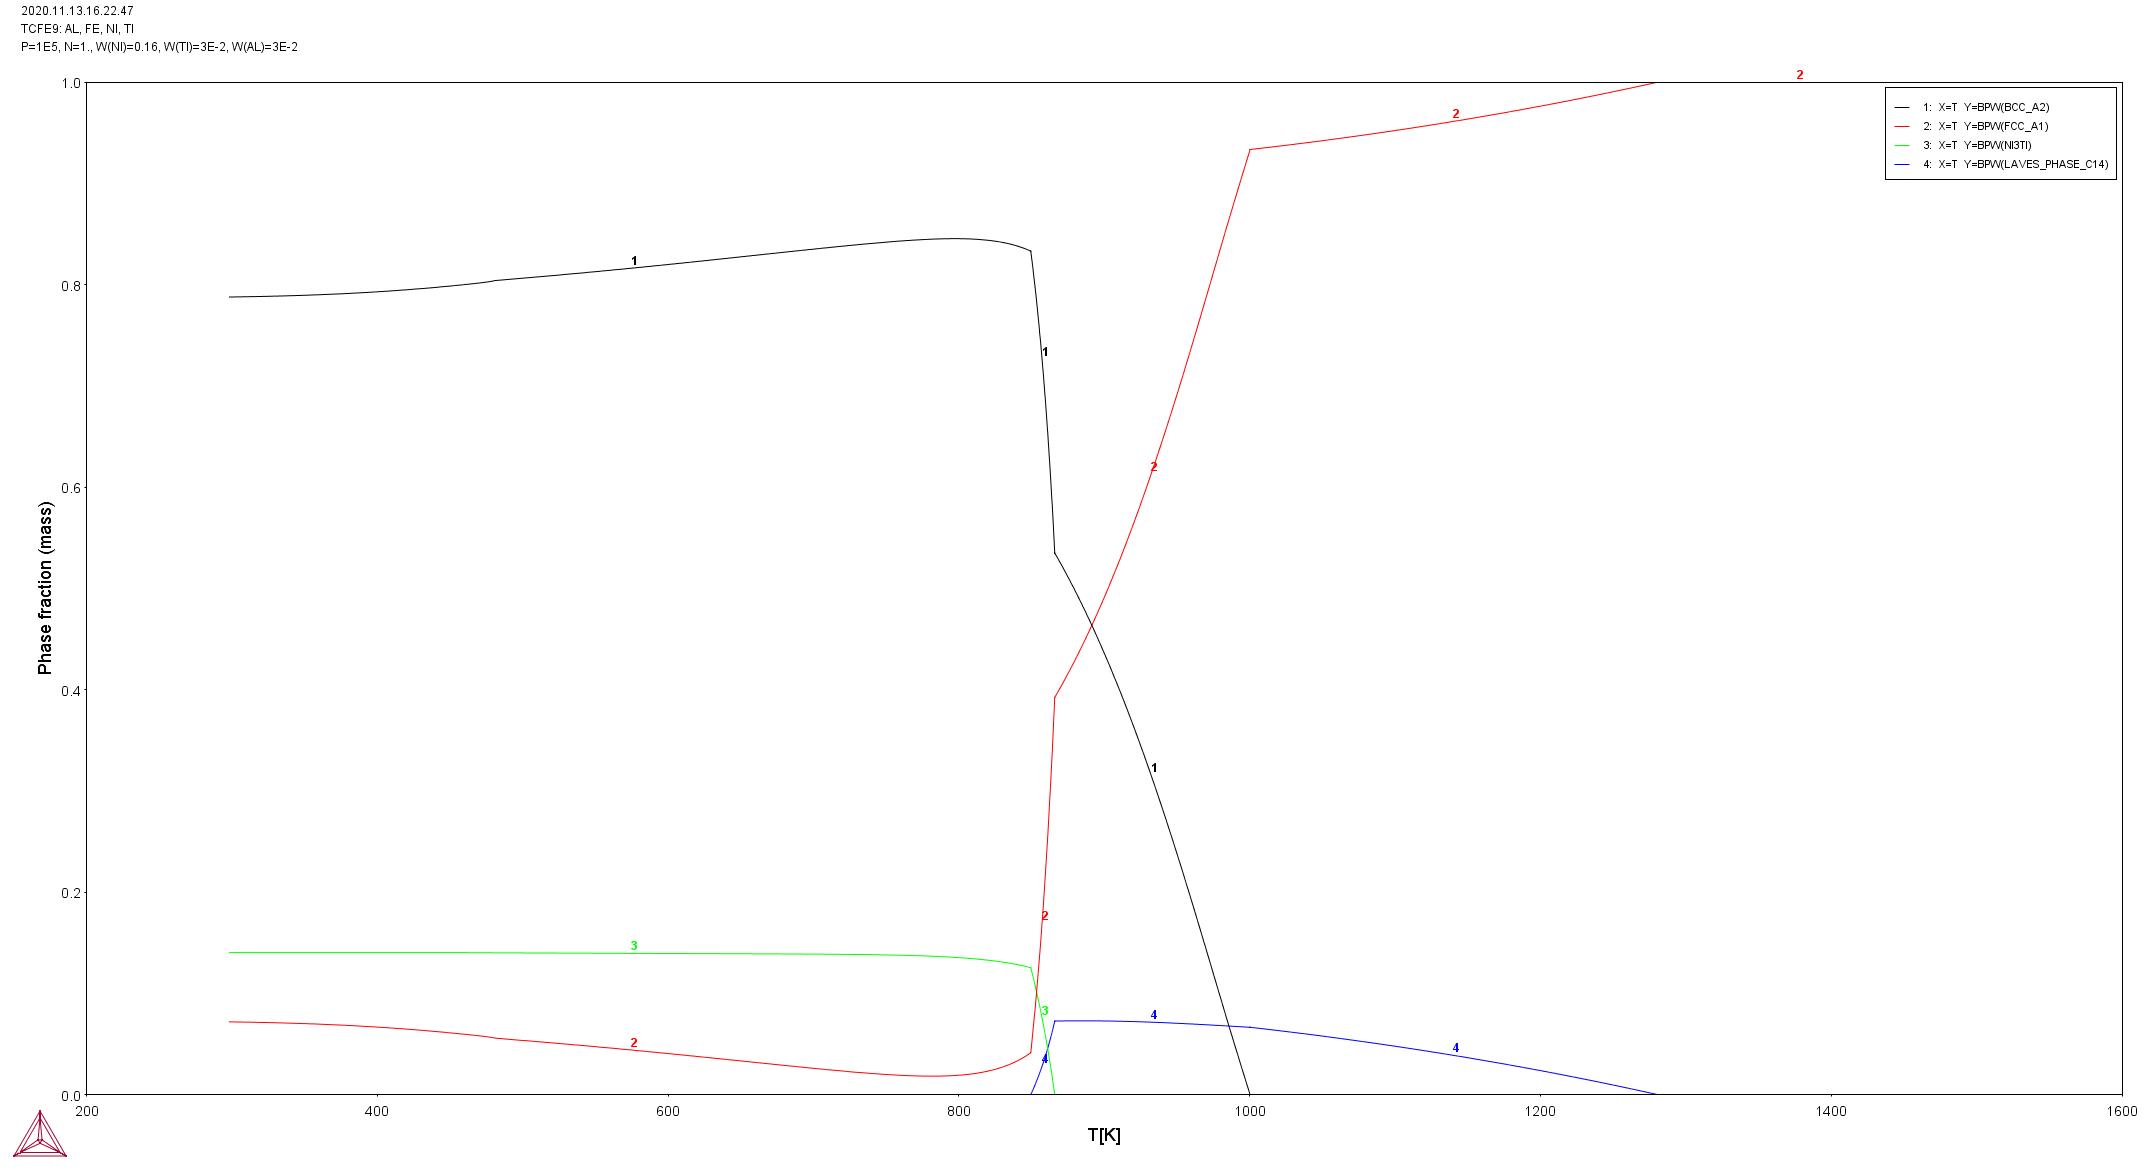 2020.11.13.16.22.47
TCFE9: AL, FE, NI, TI
P=1E5, N=1., W(NI)=0.16, W(TI)=3E-2, W(AL)=3E-2
2
1.0
2
1: X=T Y=BPW(BCC_A2)
2: X=T Y=BPW(FCC_A1)
3: X=T Y=BPW(NI3TI)
4: X=T Y=BPW(LAVES_PHASE_C14)
1
0.8
1
2
0.6
Phase fraction (mass)
0.4
1
0.2
2
3
3
4
2
4
4
0.0
200 400 600 800 1000 1200 1400 1600
T[K]